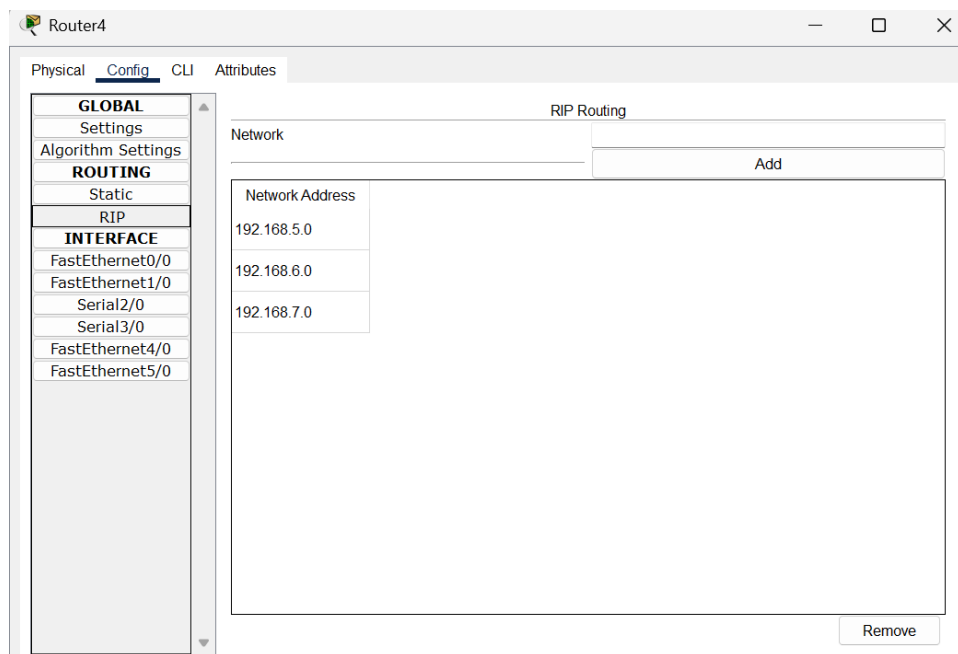 Router4
Physical Config CLI Attributes
GLOBAL
Settings
Algorithm Settings
ROUTING
Static
RIP
INTERFACE
FastEthernet0/0
FastEthernet1/0
Serial2/0
Serial3/0
FastEthernet4/0
FastEthernet5/0
RIP Routing
Network
Add
Network Address
192.168.5.0
192.168.6.0
192.168.7.0
Remove